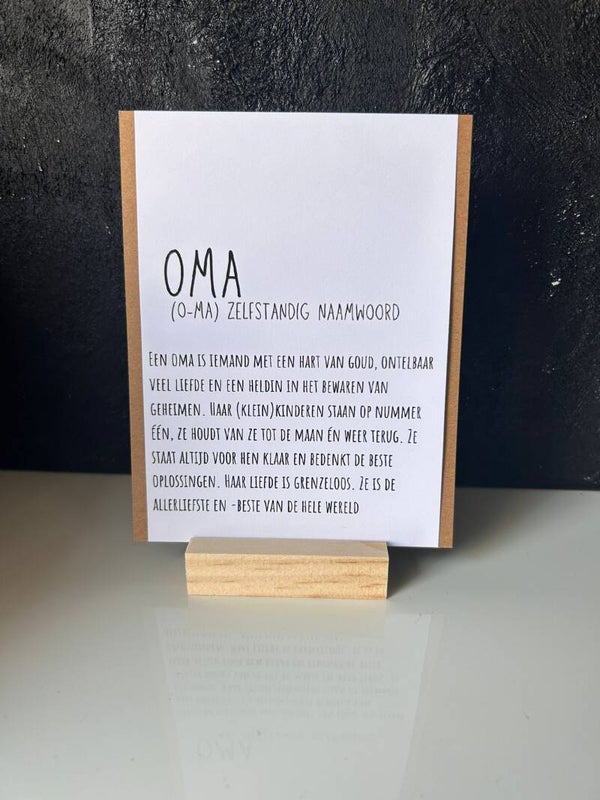 OMA
(O-MA) ZELFSTANDIG NAAMWOORD
EEN OMA IS IEMAND MET EEN HART VAN GOUD, ONTELBAAR
VEEL LIEFDE EN EEN HELDIN IN HET BEWAREN VAN
GEHEIMEN. HAAR (KLEIN)KINDEREN STAAN OP NUMMER
ÉÉN, ZE HOUDT VAN ZE TOT DE MAAN ÉN WEER TERUG. ZE
STAAT ALTIJD VOOR HEN KLAAR EN BEDENKT DE BESTE
OPLOSSINGEN. HAAR LIEFDE IS GRENZELOOS. ZE IS DE
ALLERLIEFSTE EN -BESTE VAN DE HELE WERELD